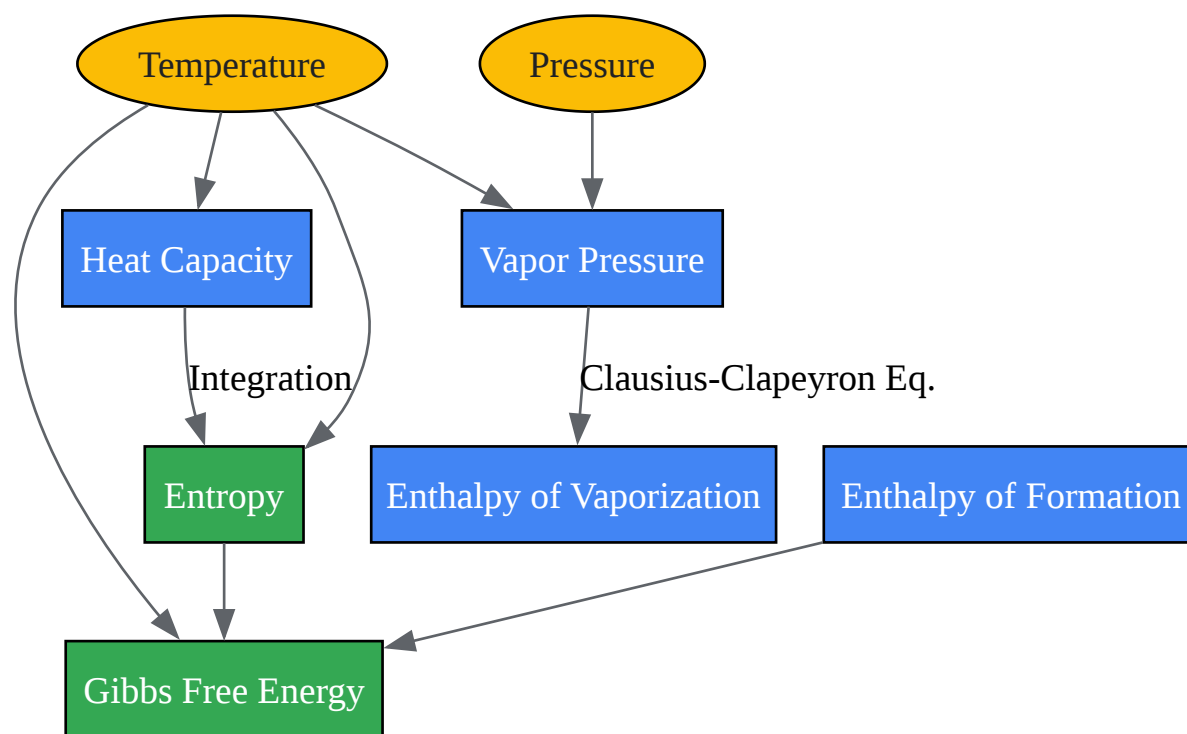 Temperature
Pressure
Heat Capacity
Vapor Pressure
Integration
Clausius-Clapeyron Eq.
Entropy
Enthalpy of Vaporization
Enthalpy of Formation
Gibbs Free Energy